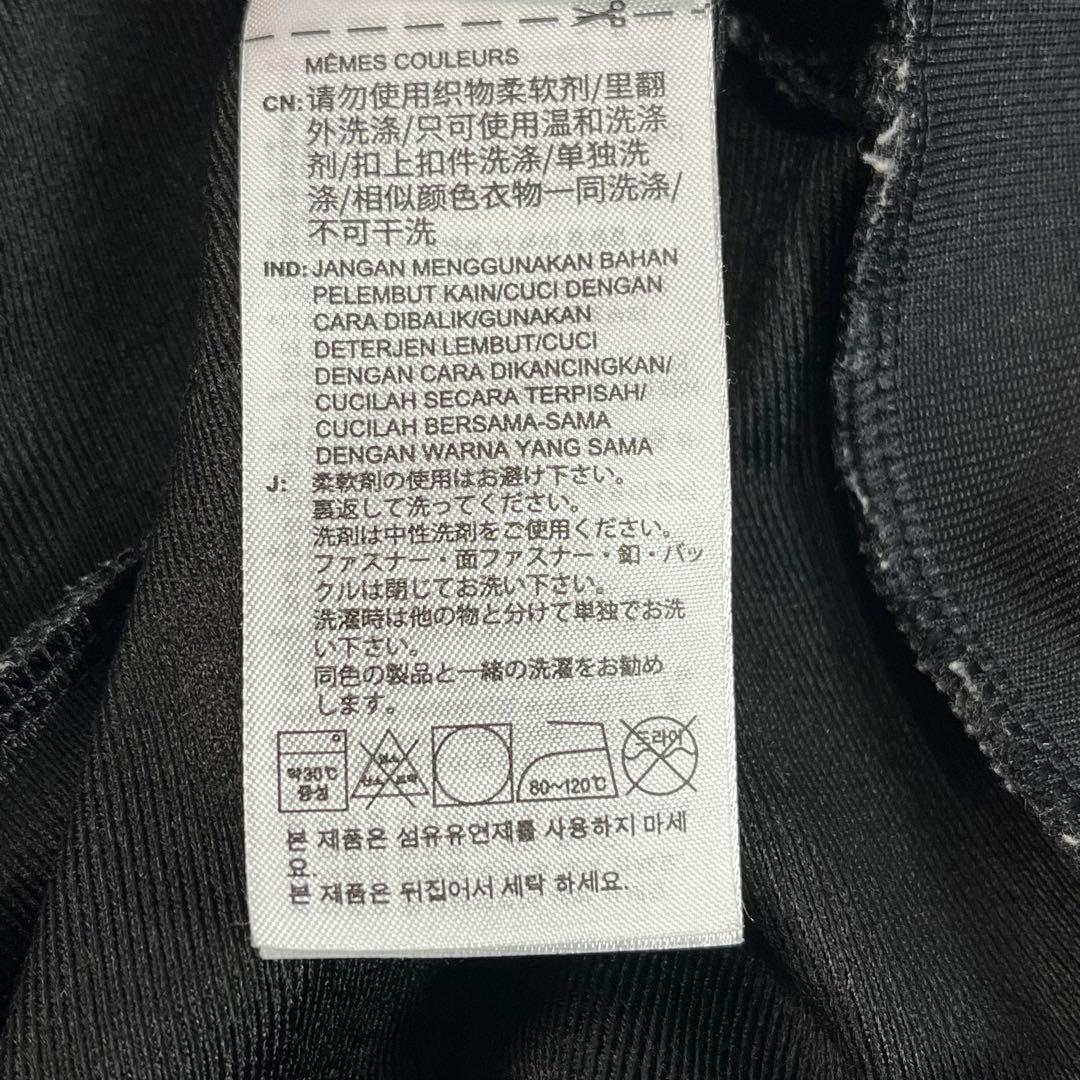 MÊMES COULEURS
CN: 请勿使用织物柔软剂/里翻
外洗涤/只可使用温和洗涤
剂/扣上扣件洗涤/单独洗
涤/相似颜色衣物一同洗涤/
不可干洗
IND: JANGAN MENGGUNAKAN BAHAN
PELEMBUT KAIN/CUCI DENGAN
CARA DIBALIK/GUNAKAN
DETERJEN LEMBUT/CUCI
DENGAN CARA DIKANCINGKAN/
CUCILAH SECARA TERPISAH/
CUCILAH BERSAMA-SAMA
DENGAN WARNA YANG SAMA
J: 柔軟剤の使用はお避け下さい。
裏返して洗ってください。
洗剤は中性洗剤をご使用ください。
ファスナー・面ファスナー・釦・バッ
クルは閉じてお洗い下さい。
洗濯時は他の物と分けて単独でお洗
い下さい。
同色の製品と一緒の洗濯をお勧め
します。
약30℃
중성
80~120℃
드라이
본 제품은 섬유유연제를 사용하지 마세
요.
본 제품은 뒤집어서 세탁 하세요.